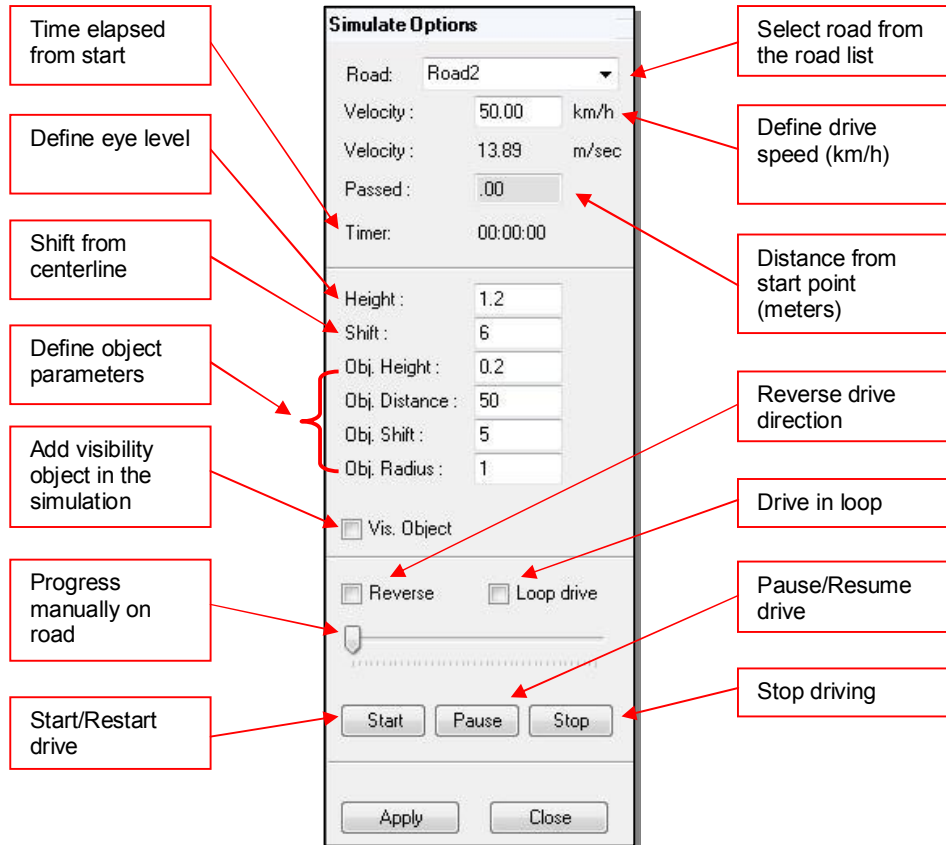 Time elapsed
from start
Define eye level
Shift from
centerline
Define object
parameters
Add visibility
object in the
simulation
Progress
manually on
road
Start/Restart
drive
Simulate Options
Road: Road2
Velocity : 50.00 km/h
Velocity : 13.89 m/sec
Passed : .00
Timer: 00:00:00
Height : 1.2
Shift : 6
Obj. Height : 0.2
Obj. Distance : 50
Obj. Shift : 5
Obj. Radius : 1
Vis. Object
Reverse Loop drive
Start Pause Stop
Apply Close
Select road from
the road list
Define drive
speed (km/h)
Distance from
start point
(meters)
Reverse drive
direction
Drive in loop
Pause/Resume
drive
Stop driving